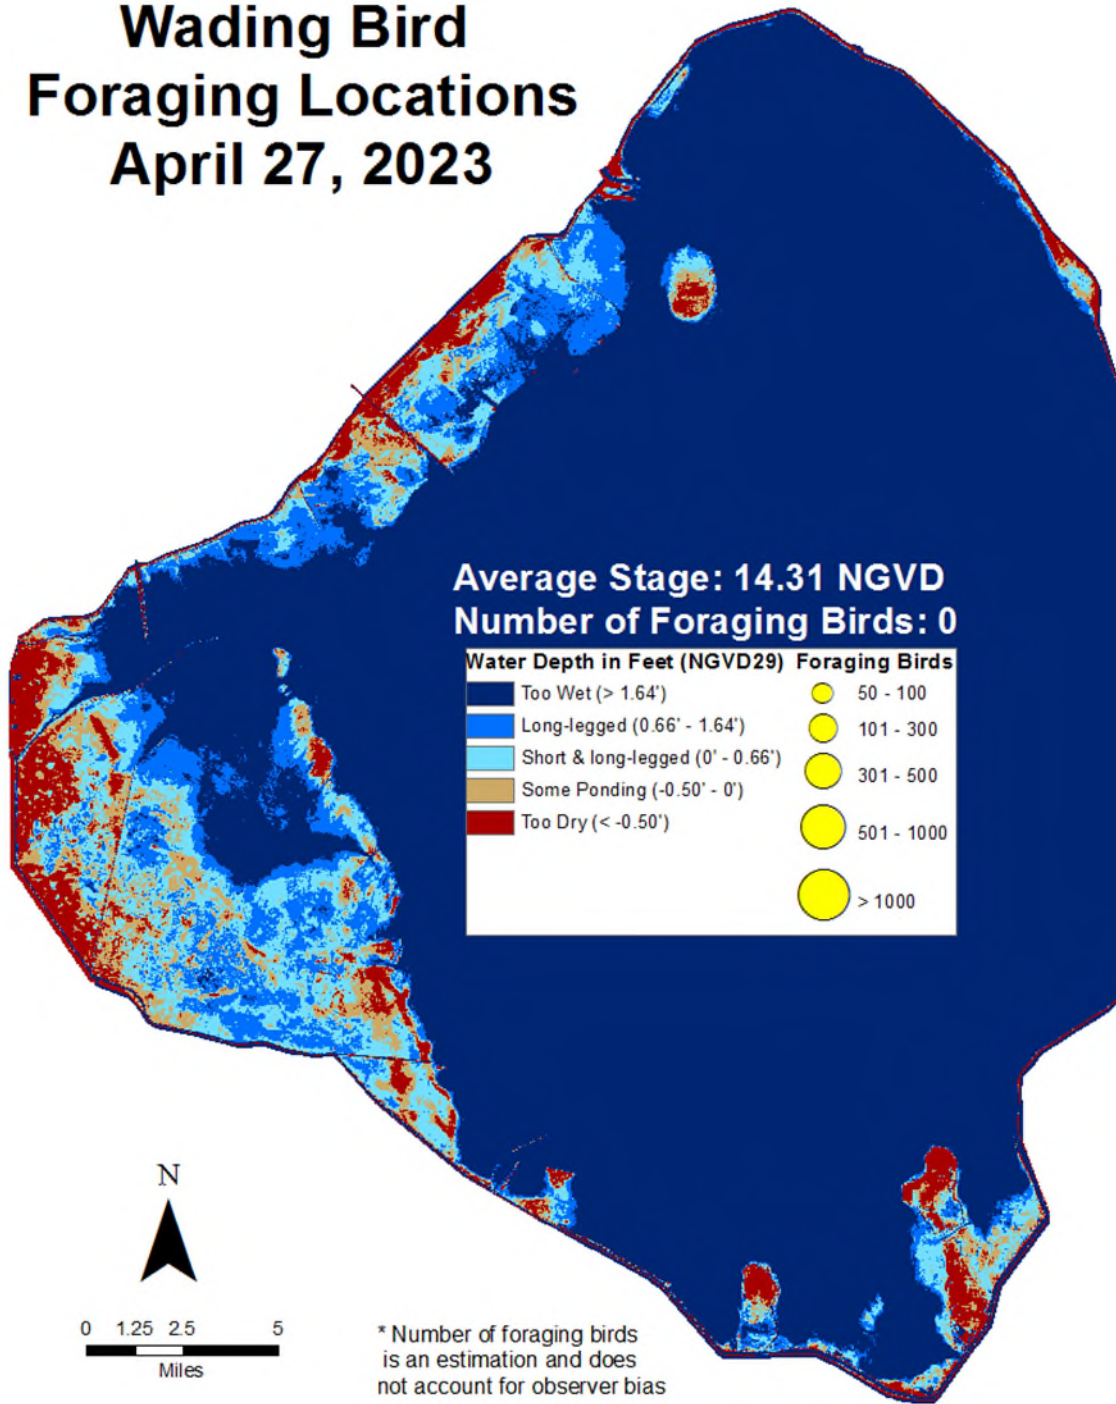 Wading Bird
Foraging Locations
April 27, 2023
Average Stage: 14.31 NGVD
Number of Foraging Birds: 0
Water Depth in Feet (NGVD29) Foraging Birds
Too Wet (> 1.64')
Long-legged (0.66' - 1.64')
Short & long-legged (0' - 0.66')
Some Ponding (-0.50' - 0')
Too Dry (< -0.50')
50 - 100
101 - 300
301 - 500
501 - 1000
> 1000
N
0 1.25 2.5 5
Miles
* Number of foraging birds
is an estimation and does
not account for observer bias